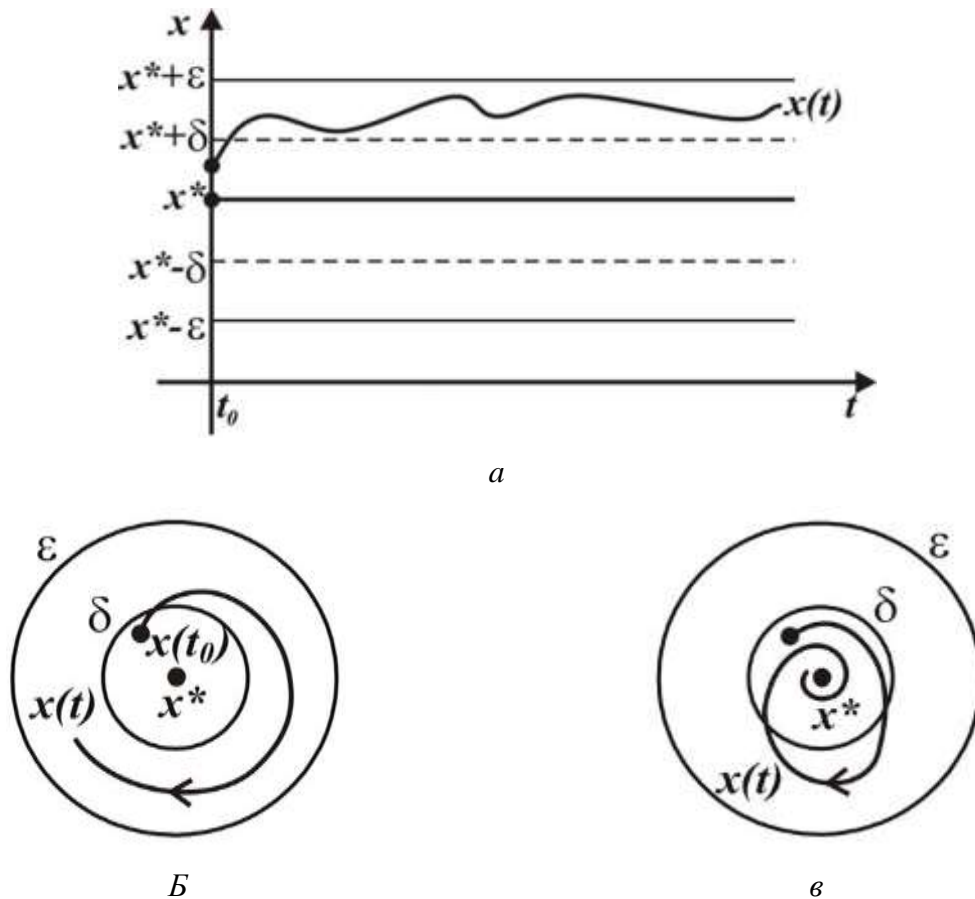 x
x*+ε
x(t)
x*+δ
x*
x*-δ
x*-ε
t₀
t
а
ε
δ
x(t₀)
x*
x(t)
Б
ε
δ
x*
x(t)
в